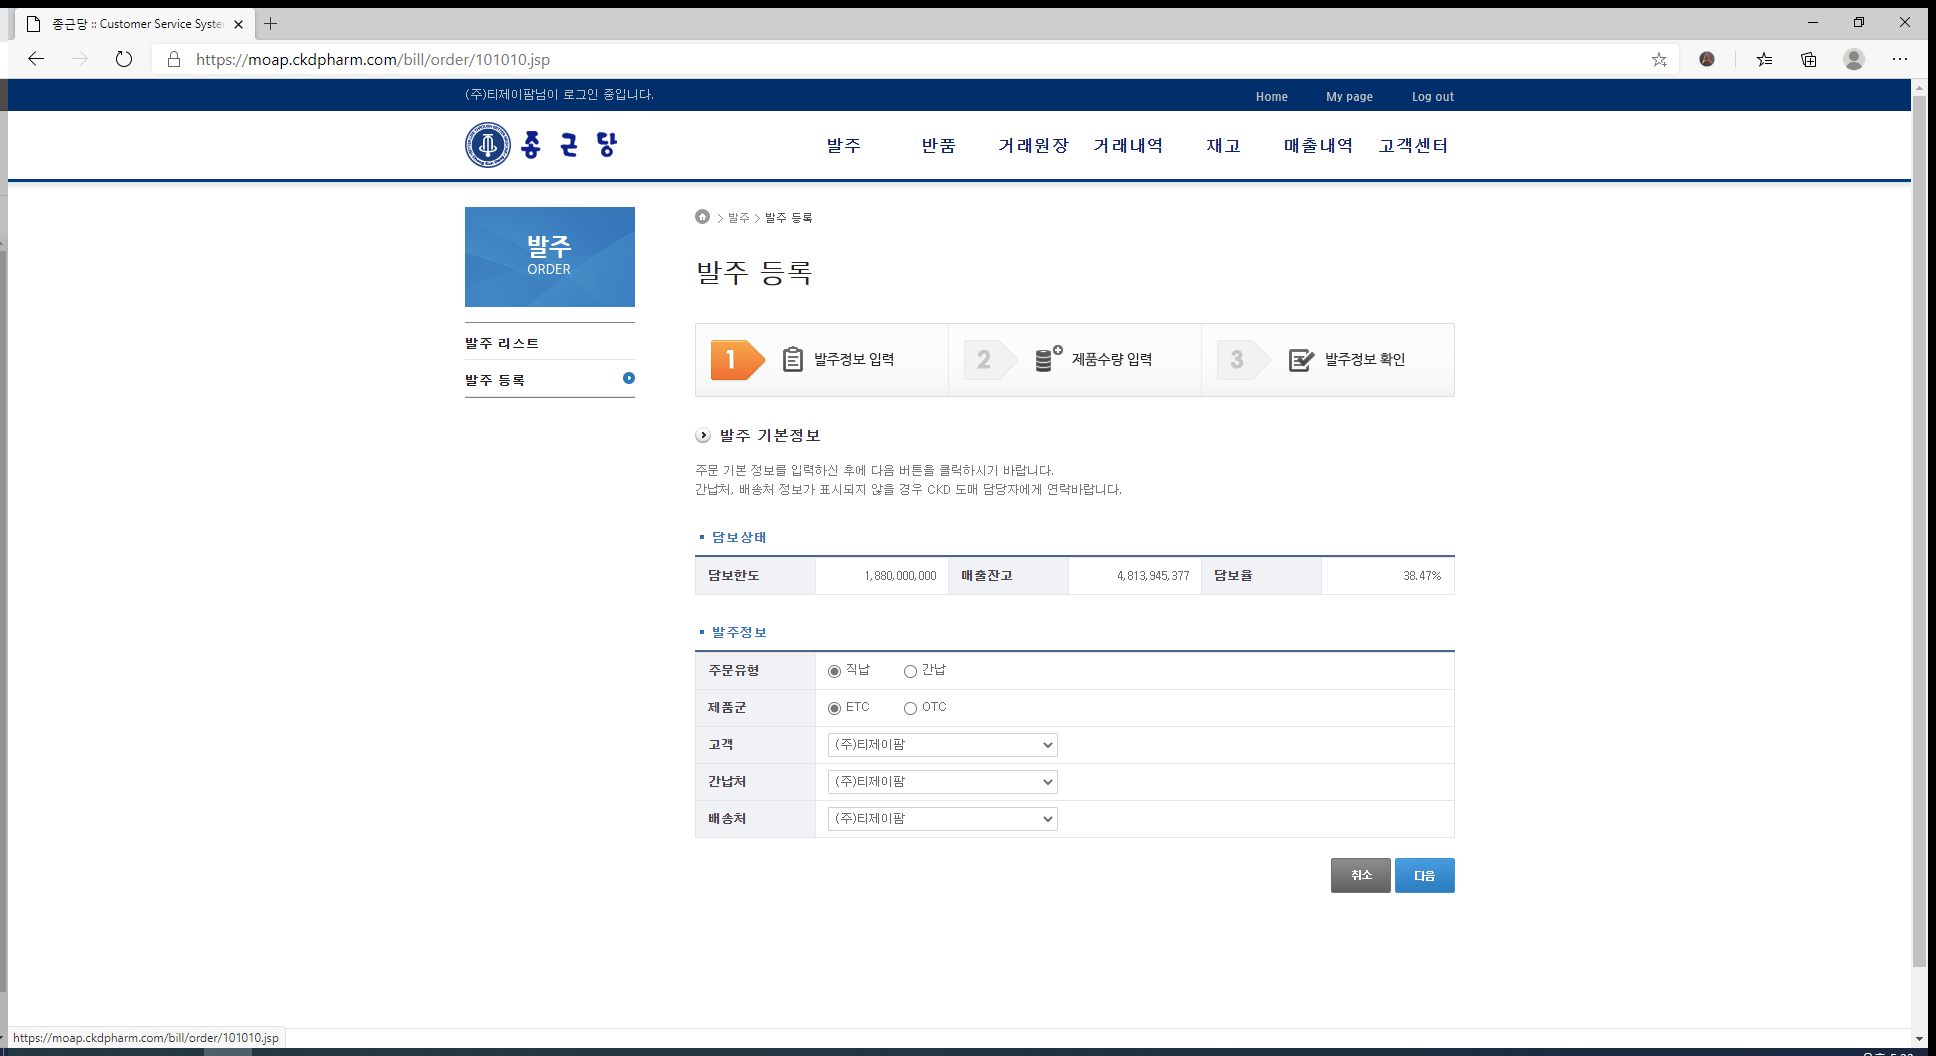 종근당 :: Customer Service Syste
https://moap.ckdpharm.com/bill/order/101010.jsp
(주)티제이팜님이 로그인 중입니다.
Home
My page
Log out
종근당
발주
반품
거래원장
거래내역
재고
매출내역
고객센터
발주
ORDER
발주 리스트
발주 등록
> 발주 > 발주 등록
발주 등록
1 발주정보 입력
2 제품수량 입력
3 발주정보 확인
발주 기본정보
주문 기본 정보를 입력하신 후에 다음 버튼을 클릭하시기 바랍니다.
간납처, 배송처 정보가 표시되지 않을 경우 CKD 도매 담당자에게 연락바랍니다.
담보상태
담보한도 1,880,000,000 매출잔고 4,813,945,377 담보율 38.47%
발주정보
주문유형 직납 간납
제품군 ETC OTC
고객 (주)티제이팜
간납처 (주)티제이팜
배송처 (주)티제이팜
취소 다음
https://moap.ckdpharm.com/bill/order/101010.jsp